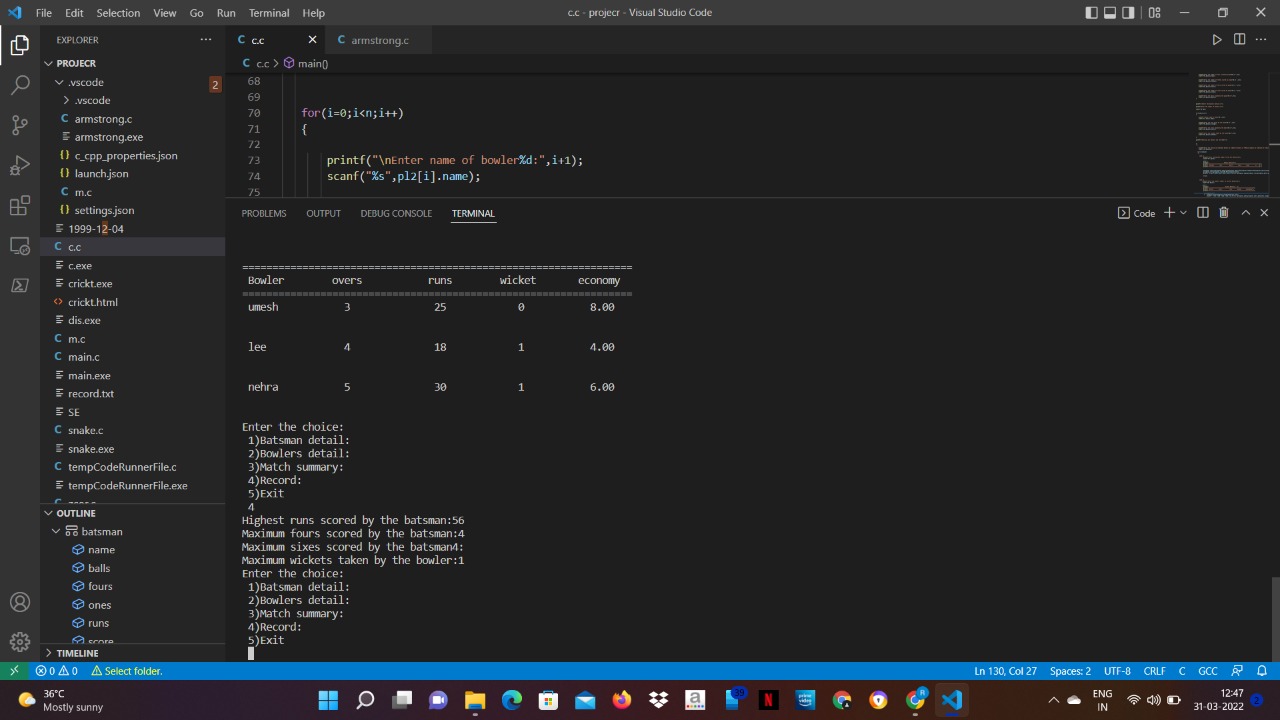 File Edit Selection View Go Run Terminal Help c.c - projecr - Visual Studio Code
EXPLORER
PROJECR
.vscode 2
.vscode
C armstrong.c
armstrong.exe
{} c_cpp_properties.json
{} launch.json
C m.c
{} settings.json
1999-12-04
C c.c
c.exe
crickt.exe
<> crickt.html
dis.exe
C m.c
C main.c
main.exe
record.txt
SE
C snake.c
snake.exe
C tempCodeRunnerFile.c
tempCodeRunnerFile.exe
OUTLINE
batsman
name
balls
fours
ones
runs
score
TIMELINE
C c.c C armstrong.c
C c.c > main()
68
69
70 for(i=0;i<n;i++)
71 {
72
73 printf("\nEnter name of bowler%d:",i+1);
74 scanf("%s",pl2[i].name);
75
PROBLEMS OUTPUT DEBUG CONSOLE TERMINAL Code
=================================================================
Bowler overs runs wicket economy
=================================================================
umesh 3 25 0 8.00
lee 4 18 1 4.00
nehra 5 30 1 6.00
Enter the choice:
1)Batsman detail:
2)Bowlers detail:
3)Match summary:
4)Record:
5)Exit
4
Highest runs scored by the batsman:56
Maximum fours scored by the batsman:4
Maximum sixes scored by the batsman4:
Maximum wickets taken by the bowler:1
Enter the choice:
1)Batsman detail:
2)Bowlers detail:
3)Match summary:
4)Record:
5)Exit
0 0 Select folder. Ln 130, Col 27 Spaces: 2 UTF-8 CRLF C GCC
36°C
Mostly sunny
a
39
N
prime video
R
ENG
IN
12:47
31-03-2022
2